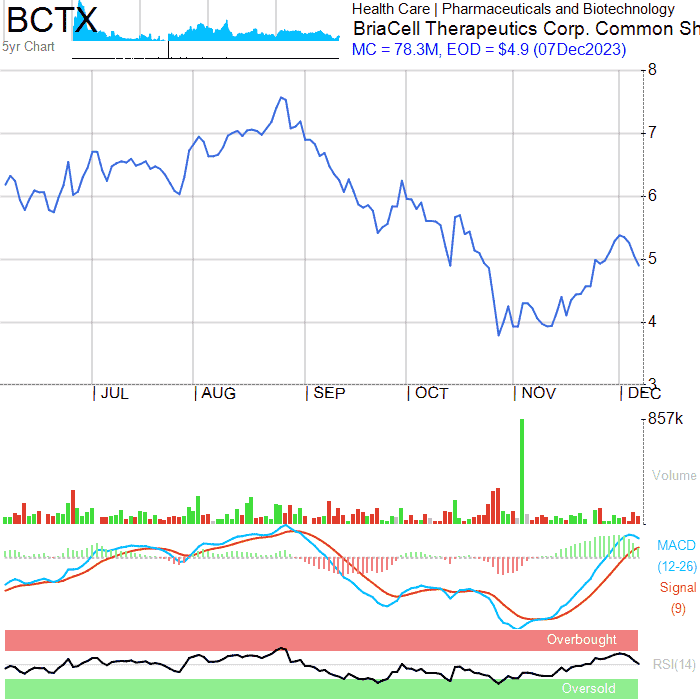 BCTX
5yr Chart
Health Care | Pharmaceuticals and Biotechnology
BriaCell Therapeutics Corp. Common Sh
MC = 78.3M, EOD = $4.9 (07Dec2023)
8
7
6
5
4
3
JUL AUG SEP OCT NOV DEC
857k
Volume
MACD
(12-26)
Signal
(9)
Overbought
RSI(14)
Oversold